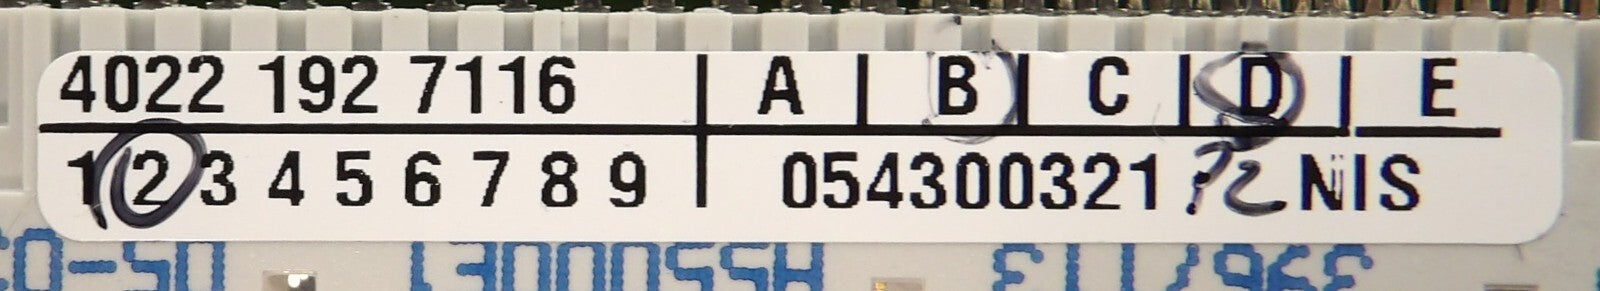 4022 192 7116 | A | B | C | D | E
1 2 3 4 5 6 7 8 9 | 054300321 ?2 NIS